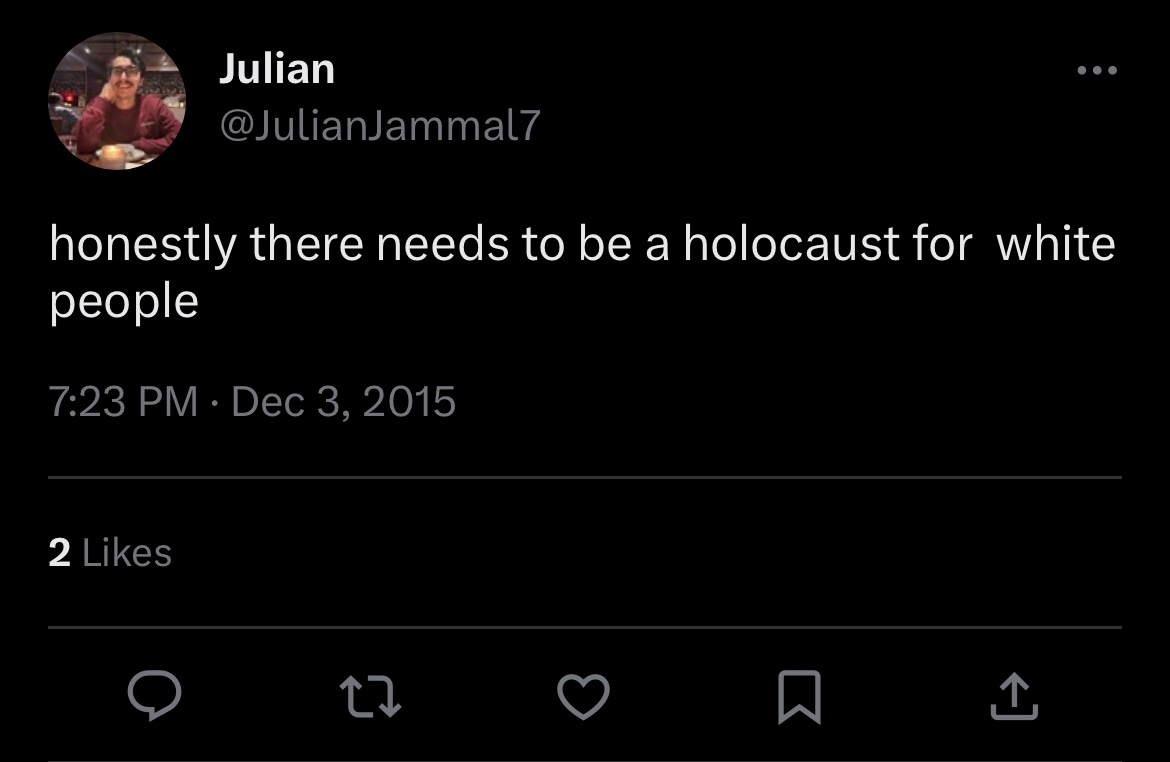 Julian
@JulianJammal7
honestly there needs to be a holocaust for  white
people
7:23 PM · Dec 3, 2015
2 Likes